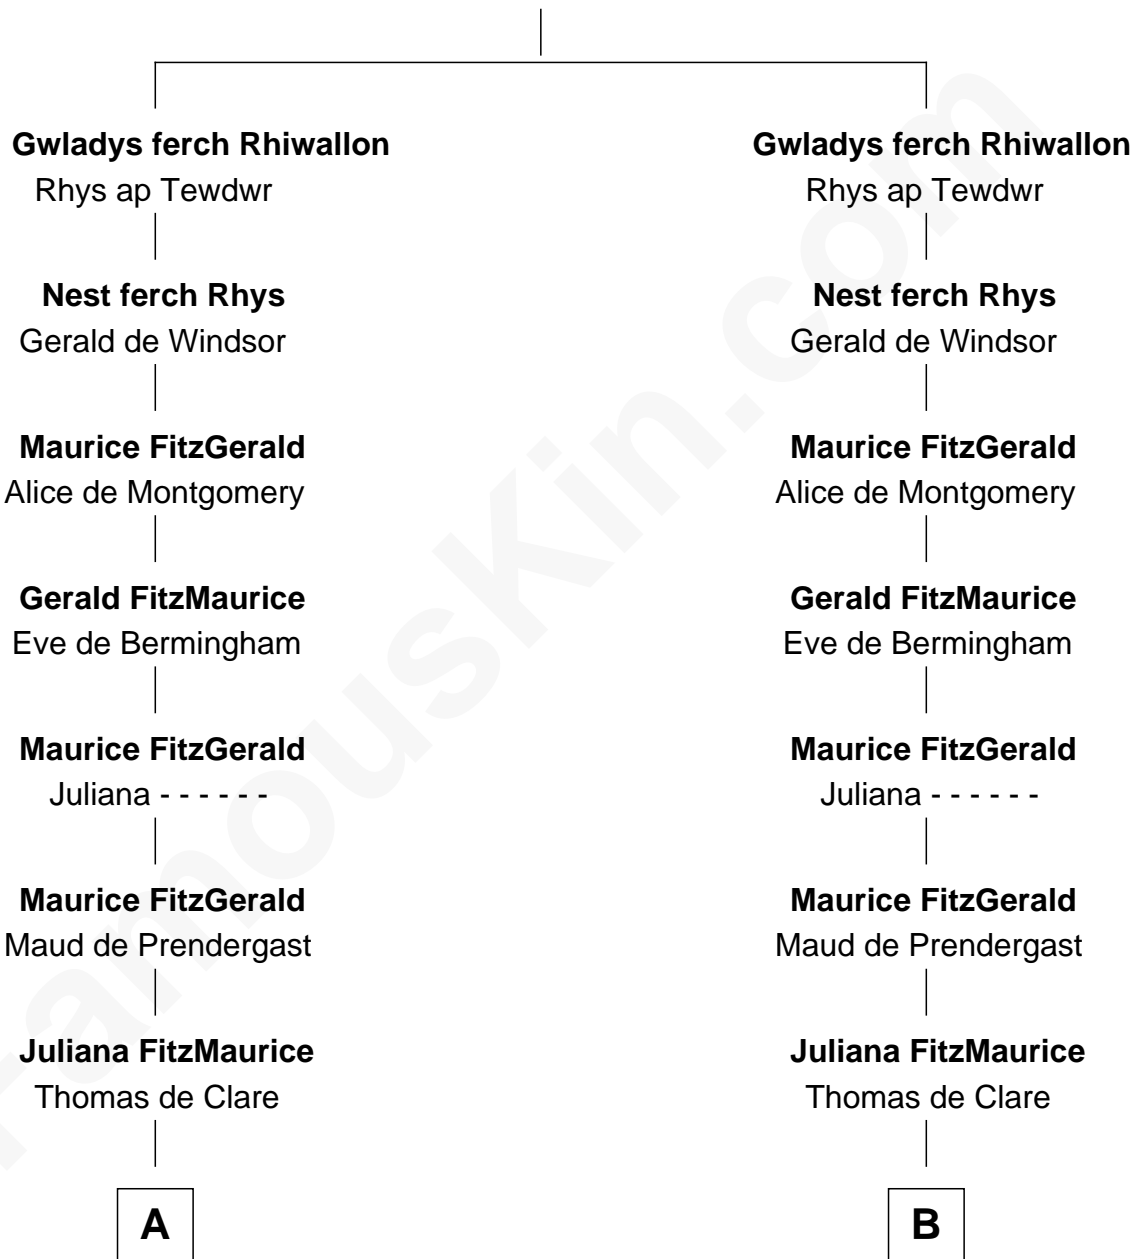 Gwladys ferch Rhiwallon
Rhys ap Tewdwr
Nest ferch Rhys
Gerald de Windsor
Maurice FitzGerald
Alice de Montgomery
Gerald FitzMaurice
Eve de Bermingham
Maurice FitzGerald
Juliana - - - - - -
Maurice FitzGerald
Maud de Prendergast
Juliana FitzMaurice
Thomas de Clare
A
Gwladys ferch Rhiwallon
Rhys ap Tewdwr
Nest ferch Rhys
Gerald de Windsor
Maurice FitzGerald
Alice de Montgomery
Gerald FitzMaurice
Eve de Bermingham
Maurice FitzGerald
Juliana - - - - - -
Maurice FitzGerald
Maud de Prendergast
Juliana FitzMaurice
Thomas de Clare
B
FamousKin.com